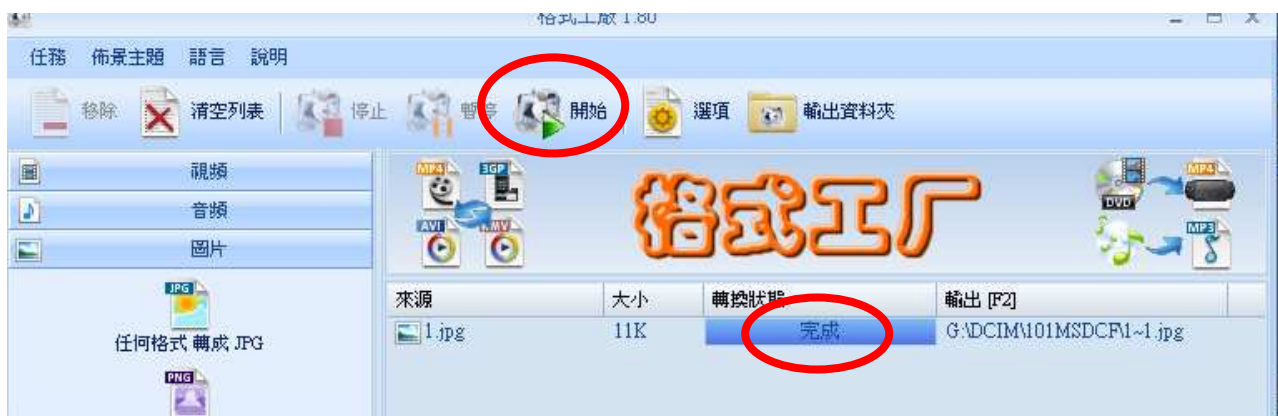 格式工廠 1.80
任務 佈景主題 語言 說明
移除 清空列表 停止 暫停 開始 選項 輸出資料夾
視頻
音頻
圖片
MP4 3GP
AVI WMV
格式工厂
DVD MP4
MP3
JPG
任何格式 轉成 JPG
PNG
來源 大小 轉換狀態 輸出 [F2]
1.jpg 11K 完成 G:\DCIM\101MSDCF\1~1.jpg